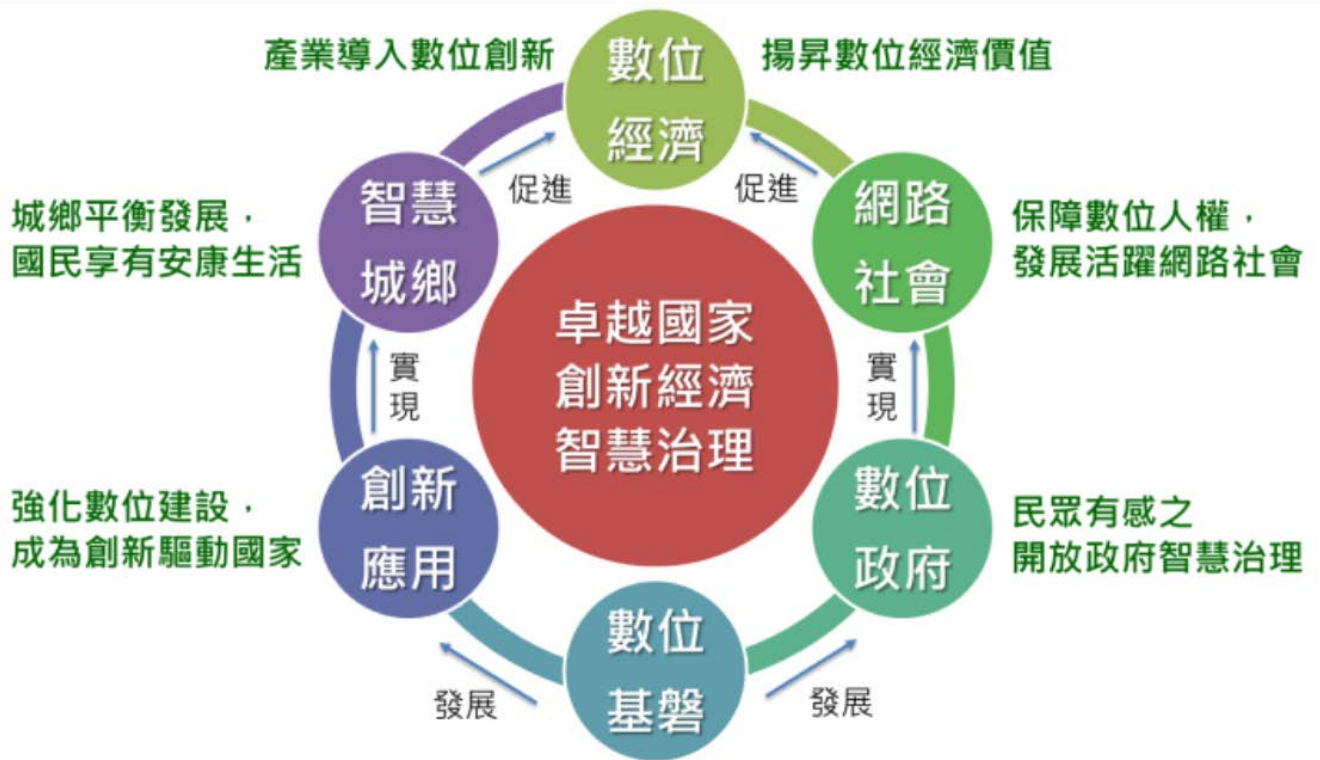 產業導入數位創新
數位
經濟
揚昇數位經濟價值
促進
促進
智慧
城鄉
網路
社會
城鄉平衡發展，
國民享有安康生活
保障數位人權，
發展活躍網路社會
卓越國家
創新經濟
智慧治理
實
現
實
現
創新
應用
數位
政府
強化數位建設，
成為創新驅動國家
民眾有感之
開放政府智慧治理
數位
基磐
發展
發展